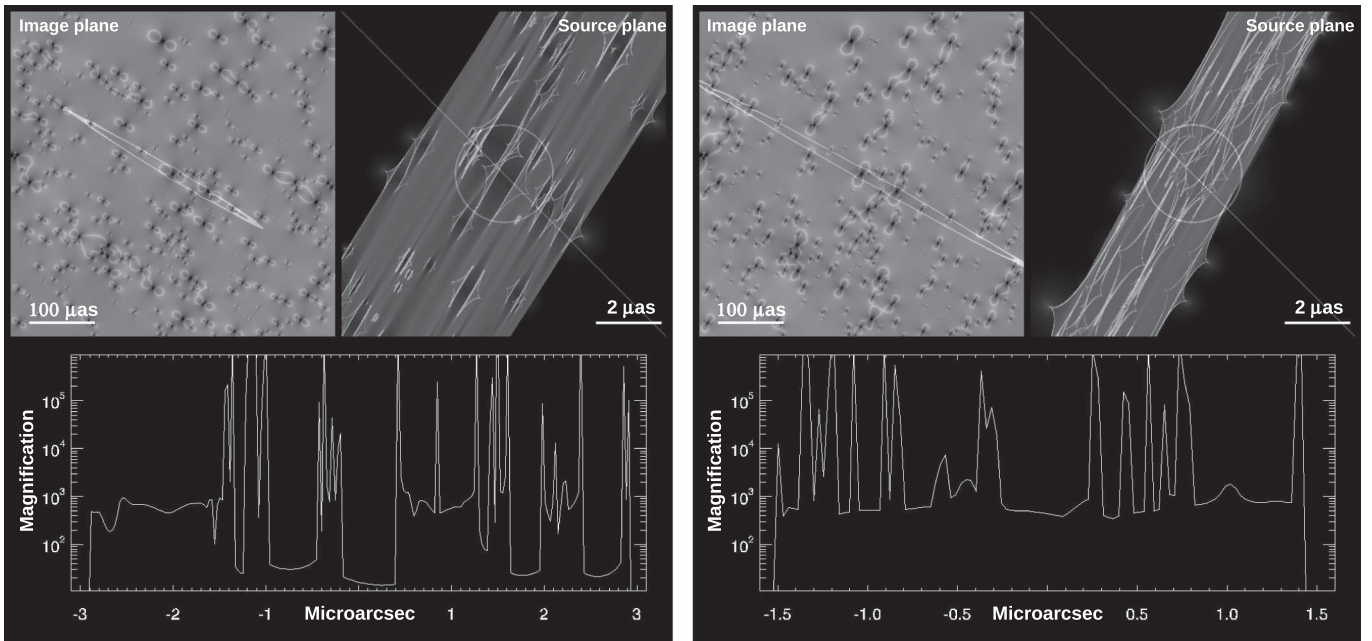 Image plane
Source plane
100 μas
2 μas
Magnification
10⁵
10⁴
10³
10²
-3 -2 -1 Microarcsec 1 2 3
Image plane
Source plane
100 μas
2 μas
Magnification
10⁵
10⁴
10³
10²
-1.5 -1.0 -0.5 Microarcsec 0.5 1.0 1.5